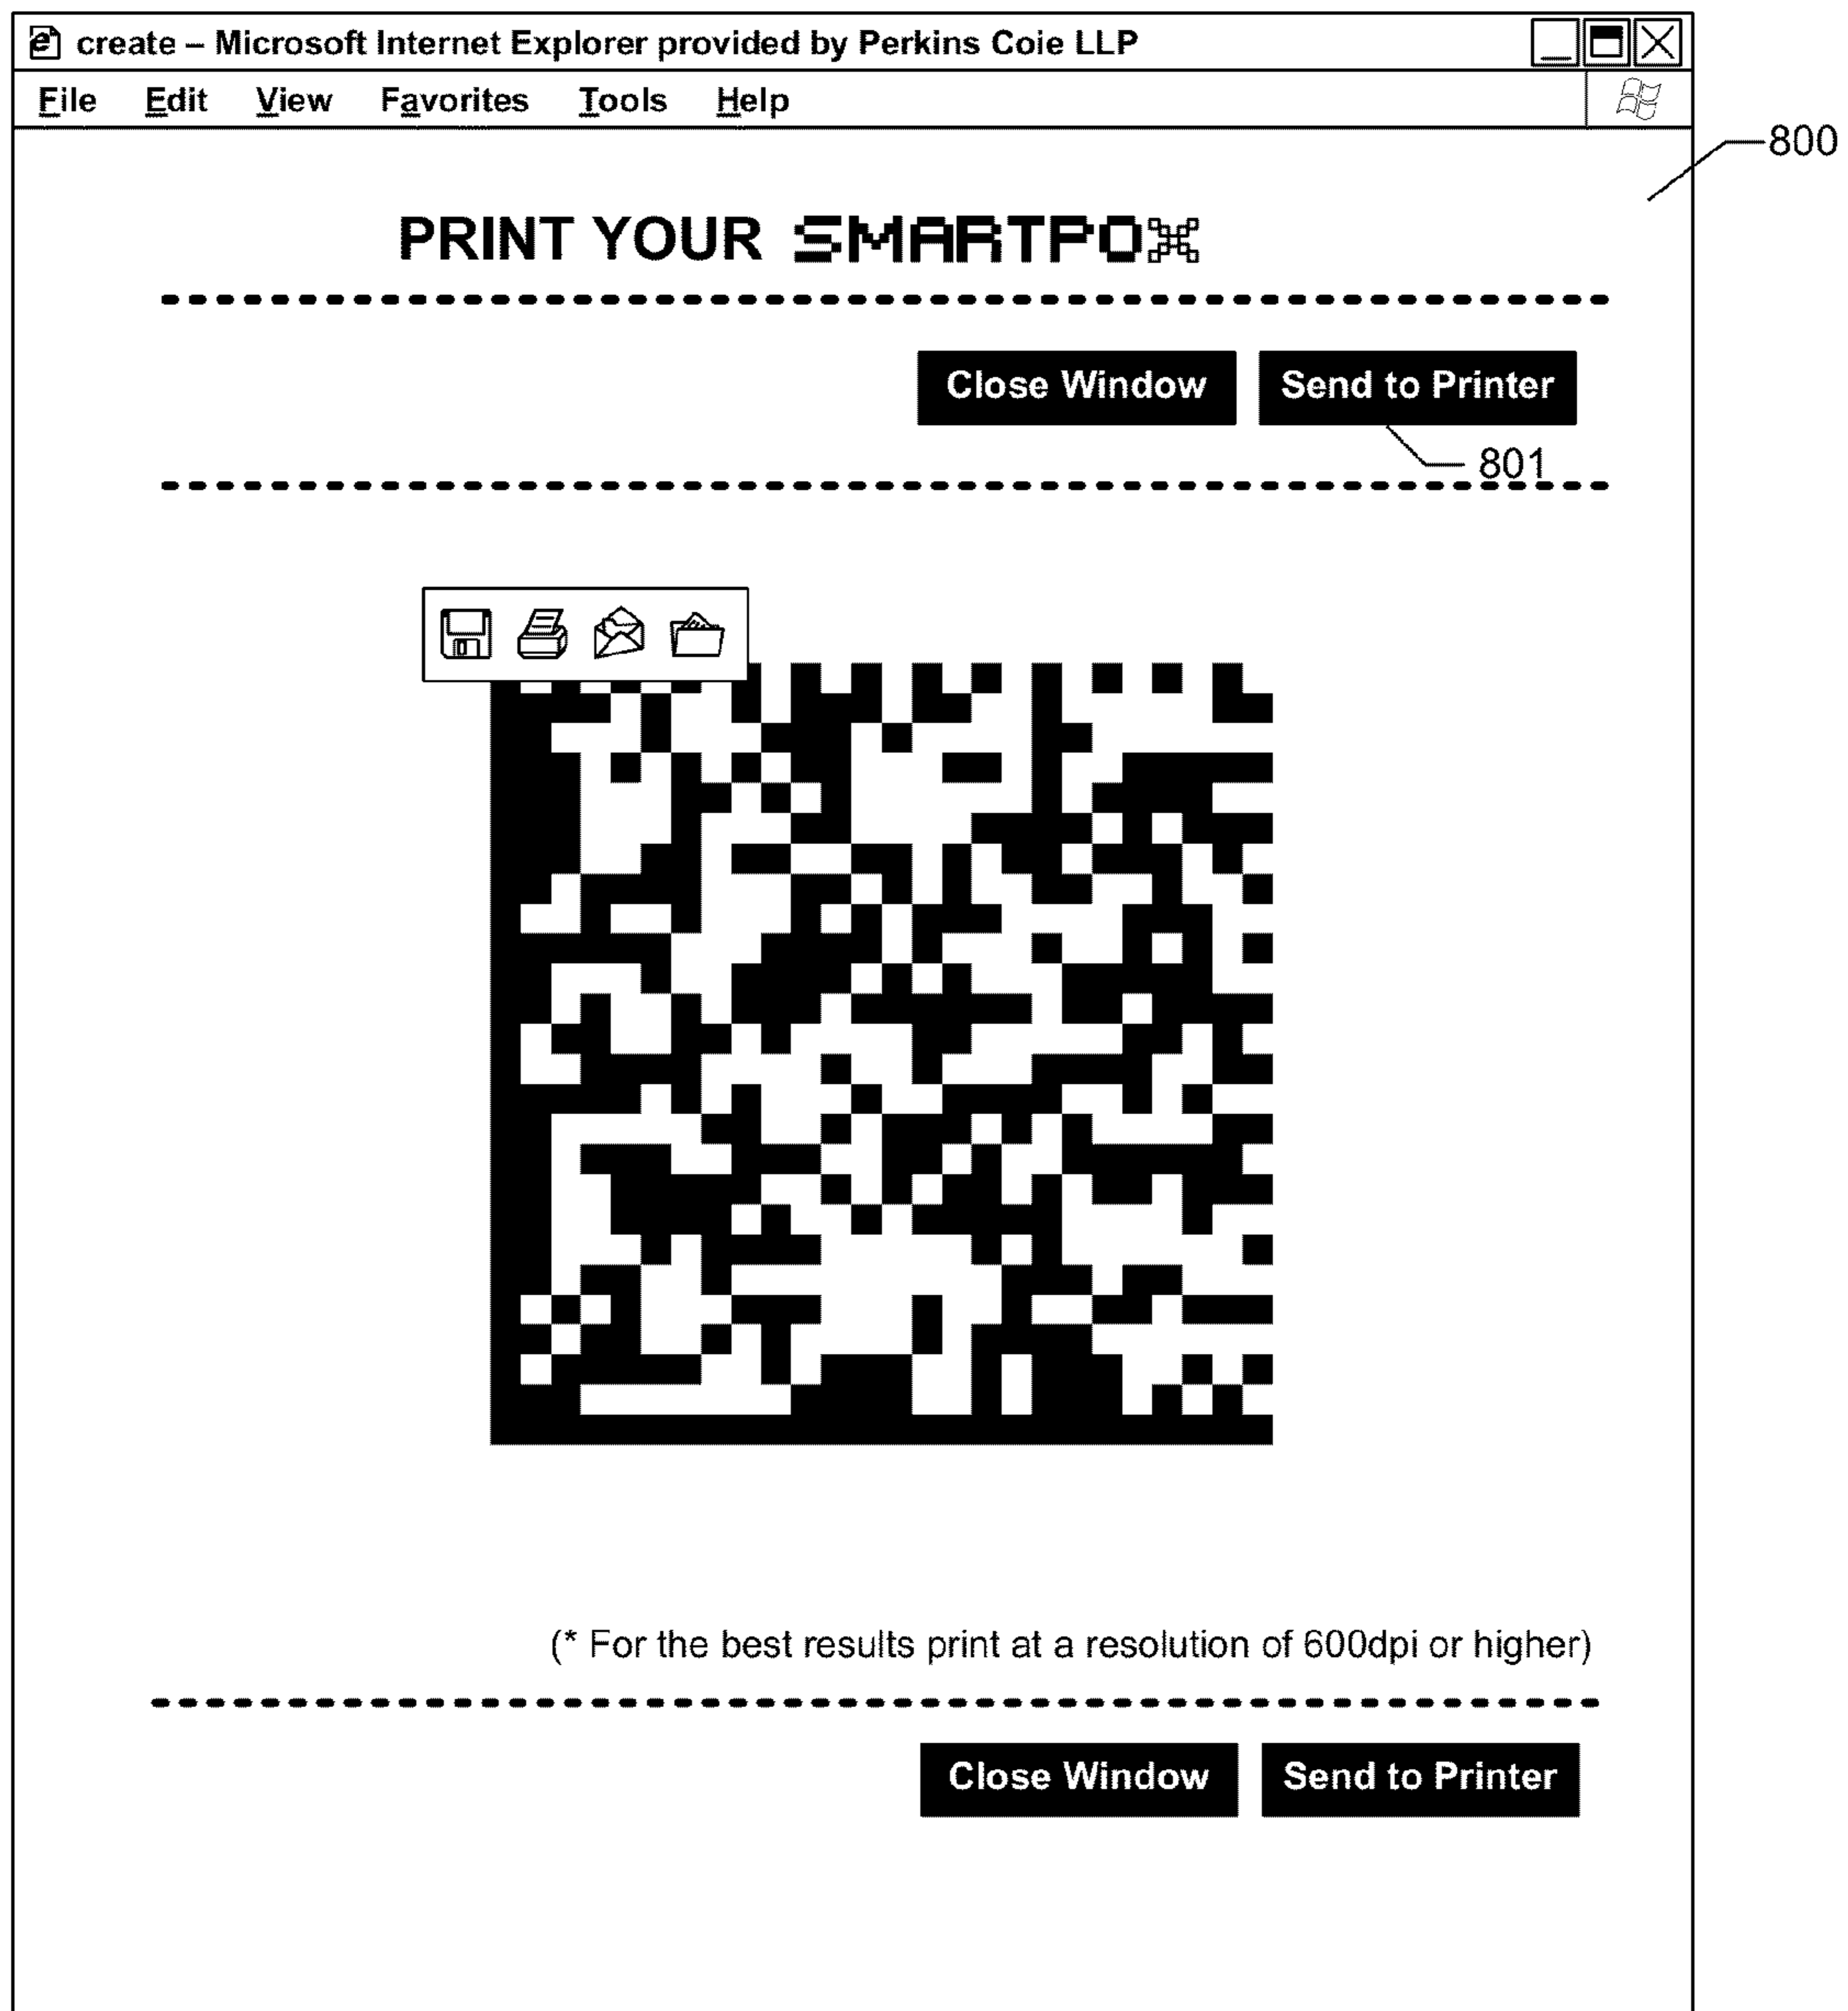 create – Microsoft Internet Explorer provided by Perkins Coie LLP
File Edit View Favorites Tools Help
800
PRINT YOUR SMARTPOX
Close Window Send to Printer
801
(* For the best results print at a resolution of 600dpi or higher)
Close Window Send to Printer